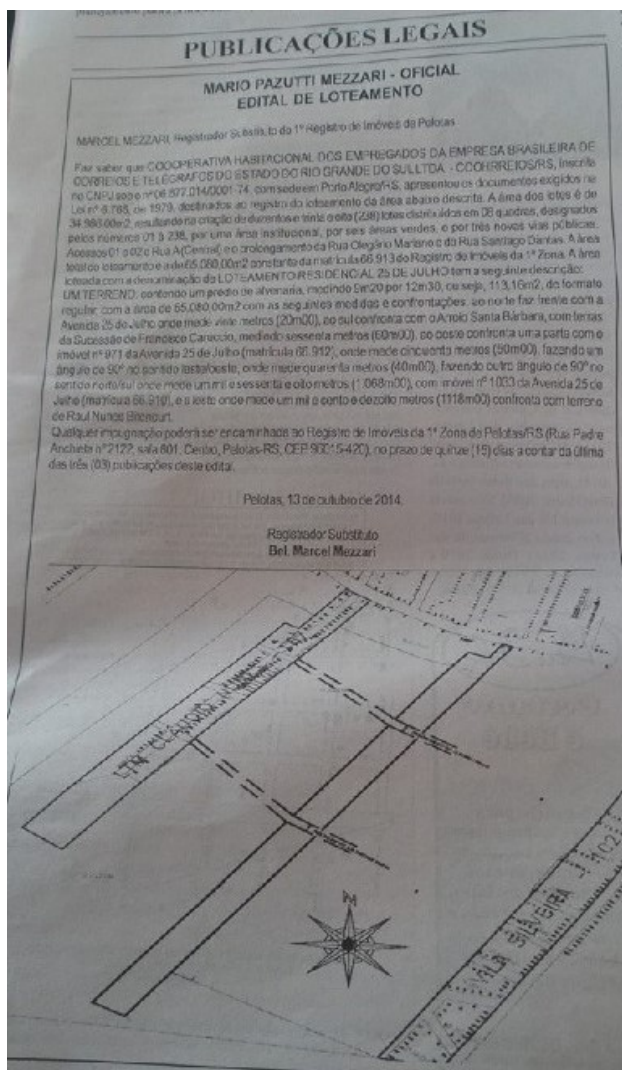 PUBLICAÇÕES LEGAIS
MARIO PAZUTTI MEZZARI - OFICIAL
EDITAL DE LOTEAMENTO
MARCEL MEZZARI, Registrador Substituto do 1º Registro de Imóveis de Pelotas
Faz saber que COOOPERATIVA HABITACIONAL DOS EMPREGADOS DA EMPRESA BRASILEIRA DE
CORREIOS E TELÉGRAFOS DO ESTADO DO RIO GRANDE DO SUL LTDA - COOHRREIOS/RS, inscrita
no CNPJ sob o nº 06.877.014/0001-74, com sede em Porto Alegre/RS, apresentou os documentos exigidos na
Lei nº 6.766, de 1979, destinados ao registro do loteamento da área abaixo descrita. A área dos lotes é de
resultando na criação de duzentos e trinta e oito (238) lotes distribuídos em 08 quadras, designados
pelos números 01 a 238, por uma área institucional, por seis áreas verdes, e por três novas vias públicas,
Acessos 01 e 02 e Rua A (Central) e o prolongamento da Rua Olegário Mariano e da Rua Santiago Dantas. A área
total do loteamento é de 65.080,00m2 constante da matrícula 66.913 do Registro de Imóveis da 1ª Zona. A área
loteada com a denominação de LOTEAMENTO RESIDENCIAL 25 DE JULHO tem a seguinte descrição:
UM TERRENO, contendo um prédio de alvenaria, medindo 9m20 por 12m30, ou seja, 113,16m2, de formato
regular, com a área de 65.080,00m2 com as seguintes medidas e confrontações: ao norte faz frente com a
Avenida 25 de Julho onde mede vinte metros (20m00), ao sul confronta com o Arroio Santa Bárbara, com terras
da Sucessão de Francisco Caruccio, medindo sessenta metros (60m00), ao oeste confronta uma parte com o
imóvel nº 971 da Avenida 25 de Julho (matrícula 66.912), onde mede cincoenta metros (50m00), fazendo um
ângulo de 90º no sentido leste/oeste, onde mede quarenta metros (40m00), fazendo outro ângulo de 90º no
sentido norte/sul onde mede um mil e sessenta e oito metros (1.068m00), com imóvel nº 1033 da Avenida 25 de
Julho (matrícula 66.910), e a leste onde mede um mil e cento e dezoito metros (1118m00) confronta com terreno
de Raul Nunes Bitencurt.
Qualquer impugnação poderá ser encaminhada ao Registro de Imóveis da 1ª Zona de Pelotas/RS (Rua Padre
Anchieta nº 2122, sala 601, Centro, Pelotas-RS, CEP 96015-420), no prazo de quinze (15) dias a contar da última
das três (03) publicações deste edital.
Pelotas, 13 de outubro de 2014.
Registrador Substituto
Bel. Marcel Mezzari
N
VILA SILVEIRA